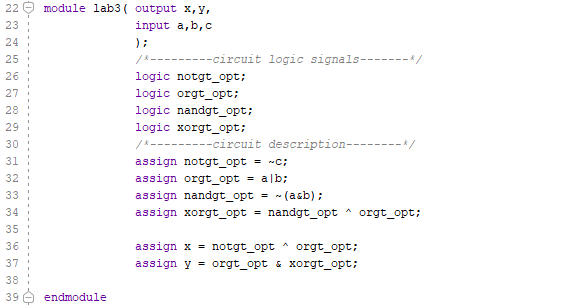 22 module lab3( output x,y,
23 input a,b,c
24 );
25 /*---------circuit logic signals-------*/
26 logic notgt_opt;
27 logic orgt_opt;
28 logic nandgt_opt;
29 logic xorgt_opt;
30 /*---------circuit description--------*/
31 assign notgt_opt = ~c;
32 assign orgt_opt = a|b;
33 assign nandgt_opt = ~(a&b);
34 assign xorgt_opt = nandgt_opt ^ orgt_opt;
35
36 assign x = notgt_opt ^ orgt_opt;
37 assign y = orgt_opt & xorgt_opt;
38
39 endmodule